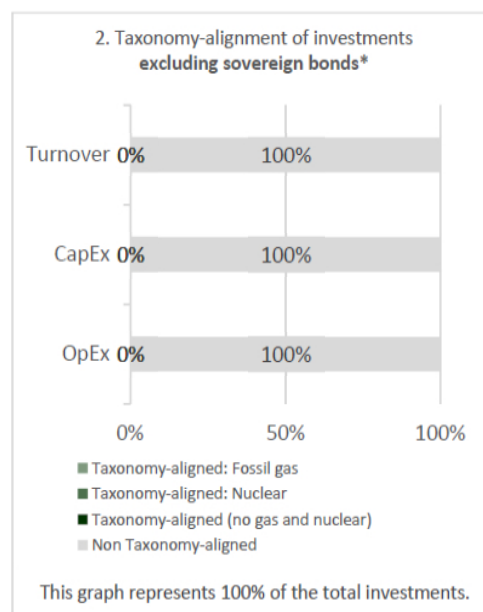 2. Taxonomy-alignment of investments
excluding sovereign bonds*
Turnover 0% 100%
CapEx 0% 100%
OpEx 0% 100%
0% 50% 100%
Taxonomy-aligned: Fossil gas
Taxonomy-aligned: Nuclear
Taxonomy-aligned (no gas and nuclear)
Non Taxonomy-aligned
This graph represents 100% of the total investments.